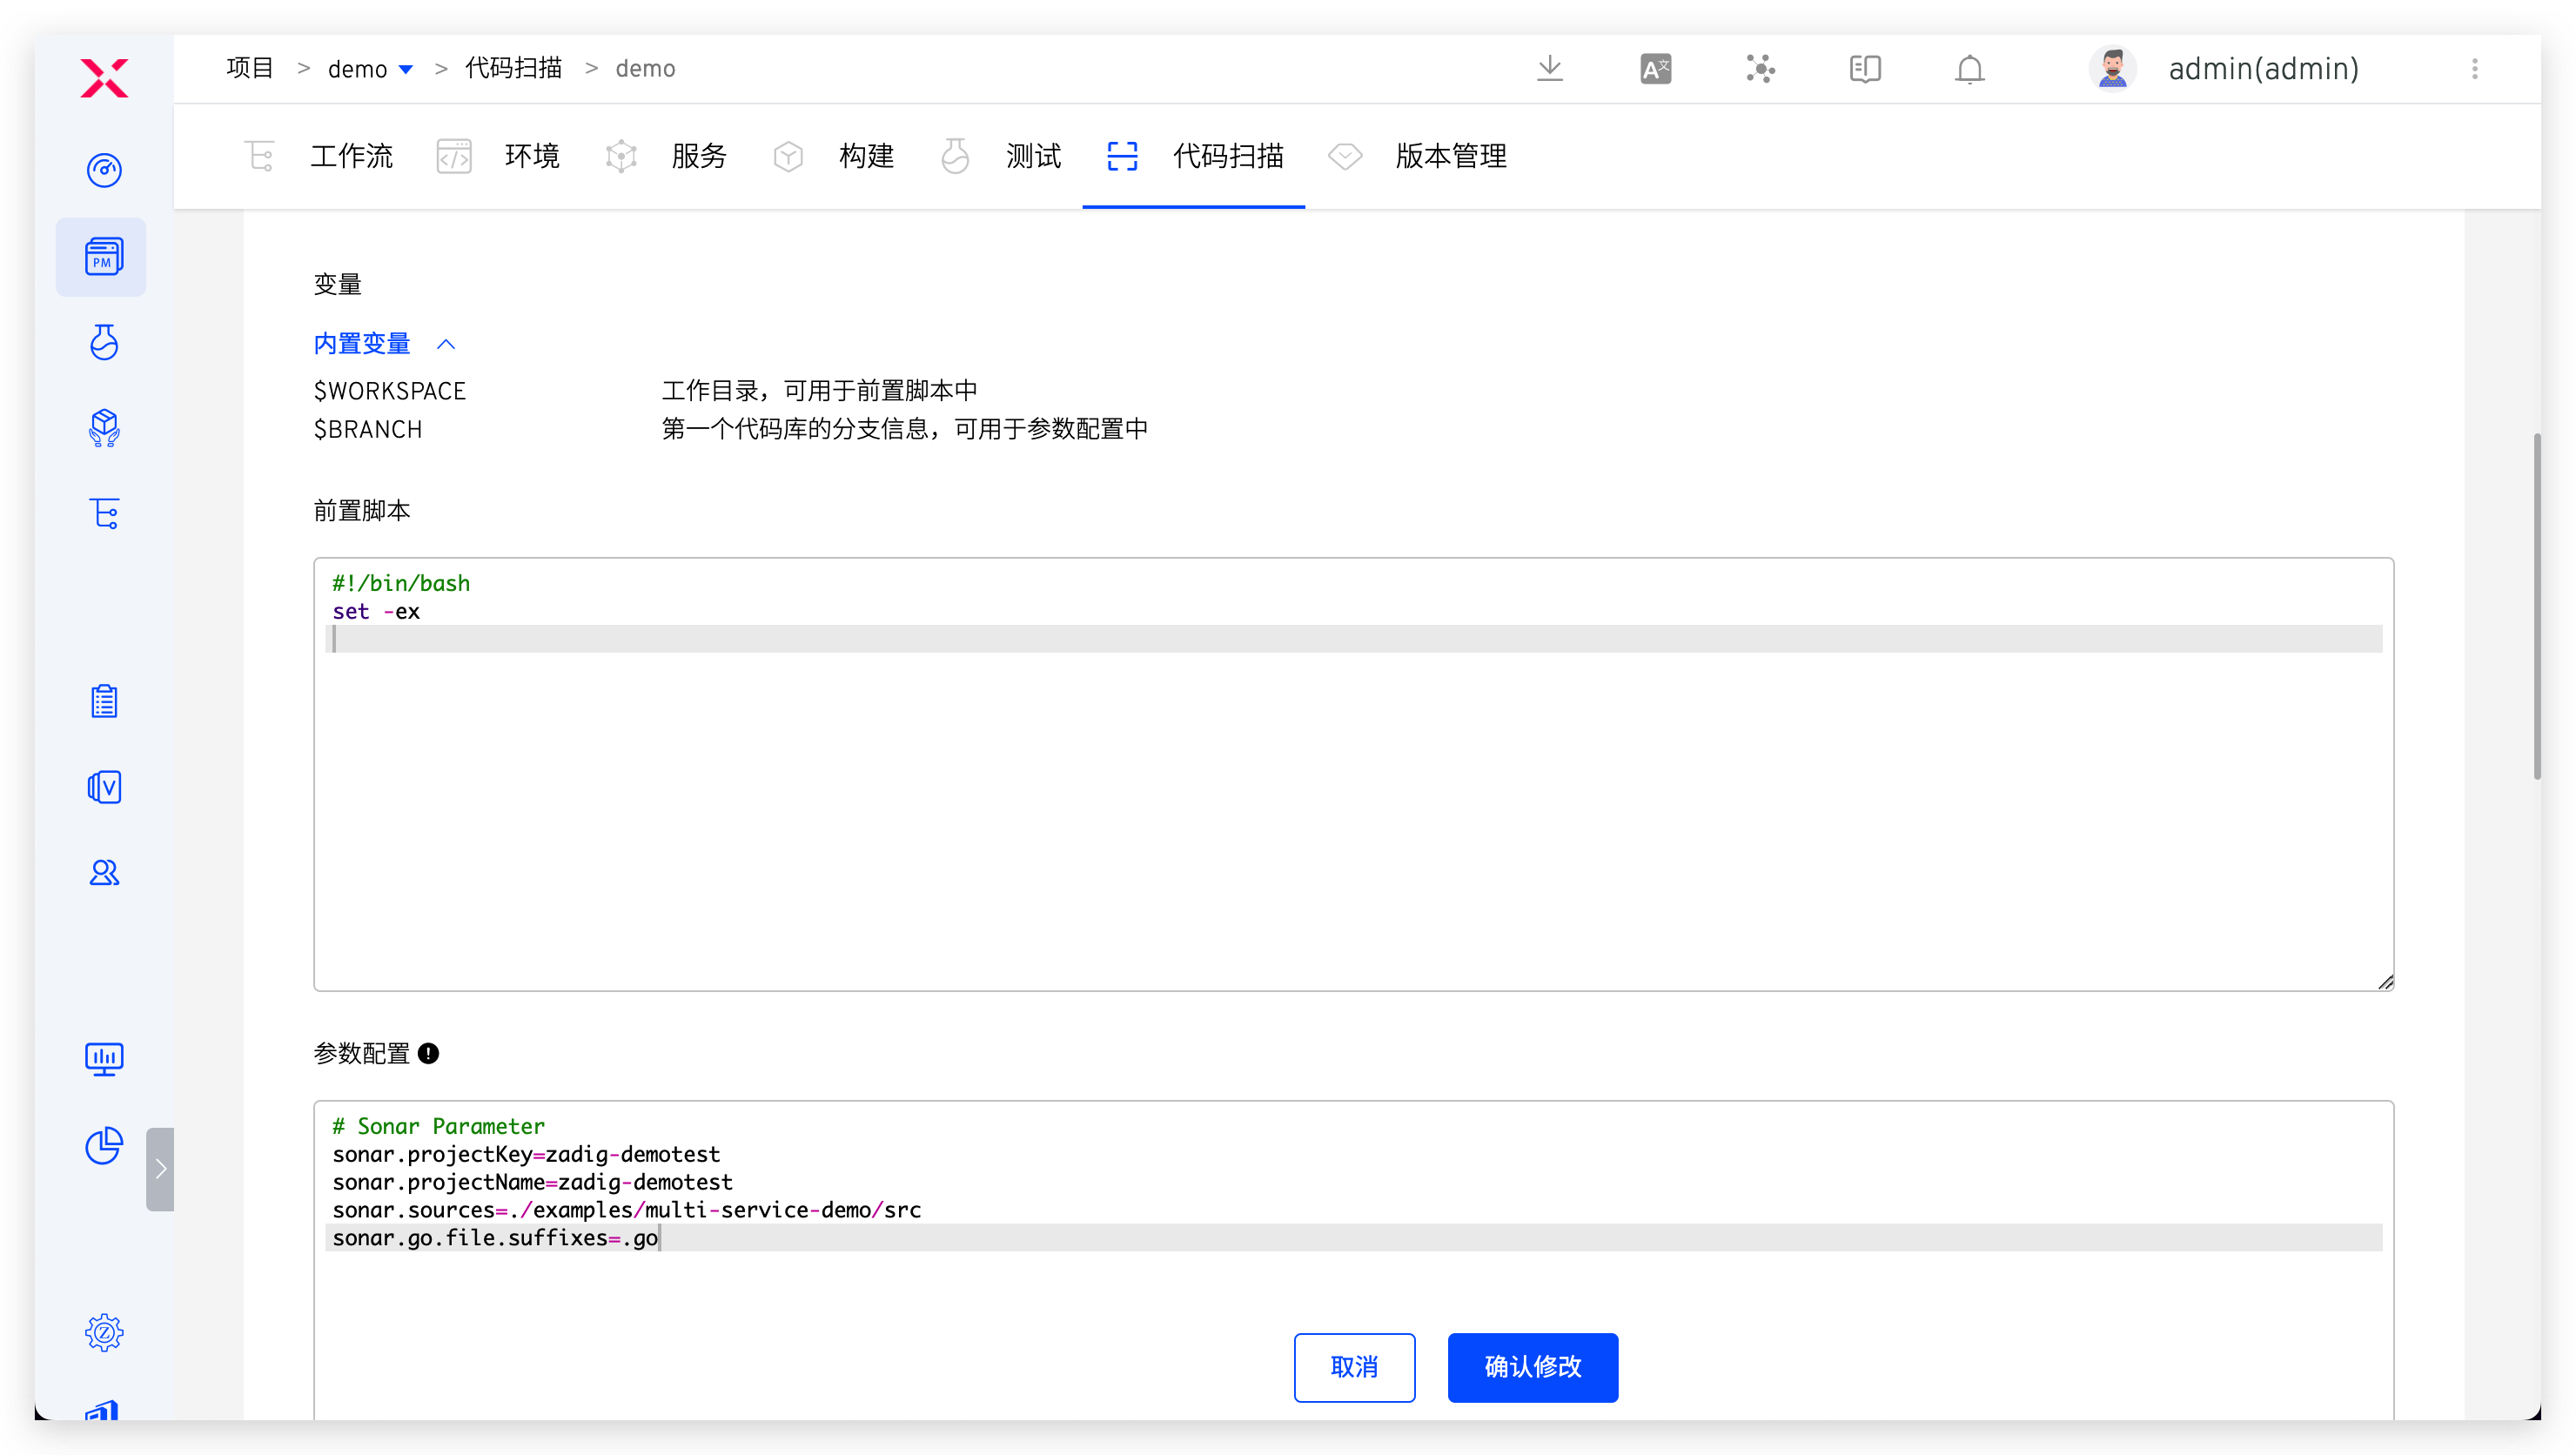 项目 > demo > 代码扫描 > demo
A文
admin(admin)
工作流 环境 服务 构建 测试 代码扫描 版本管理
PM
变量
内置变量
$WORKSPACE 工作目录，可用于前置脚本中
$BRANCH 第一个代码库的分支信息，可用于参数配置中
前置脚本
#!/bin/bash
set -ex
V
参数配置
# Sonar Parameter
sonar.projectKey=zadig-demotest
sonar.projectName=zadig-demotest
sonar.sources=./examples/multi-service-demo/src
sonar.go.file.suffixes=.go
Z
取消 确认修改